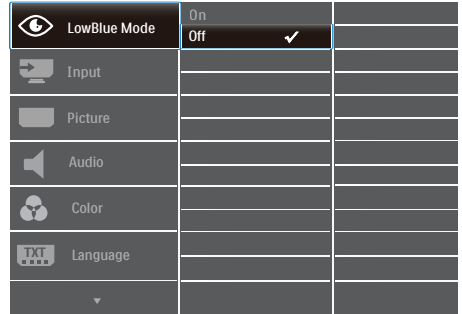 LowBlue Mode
On
Off
Input
Picture
Audio
Color
TXT
Language